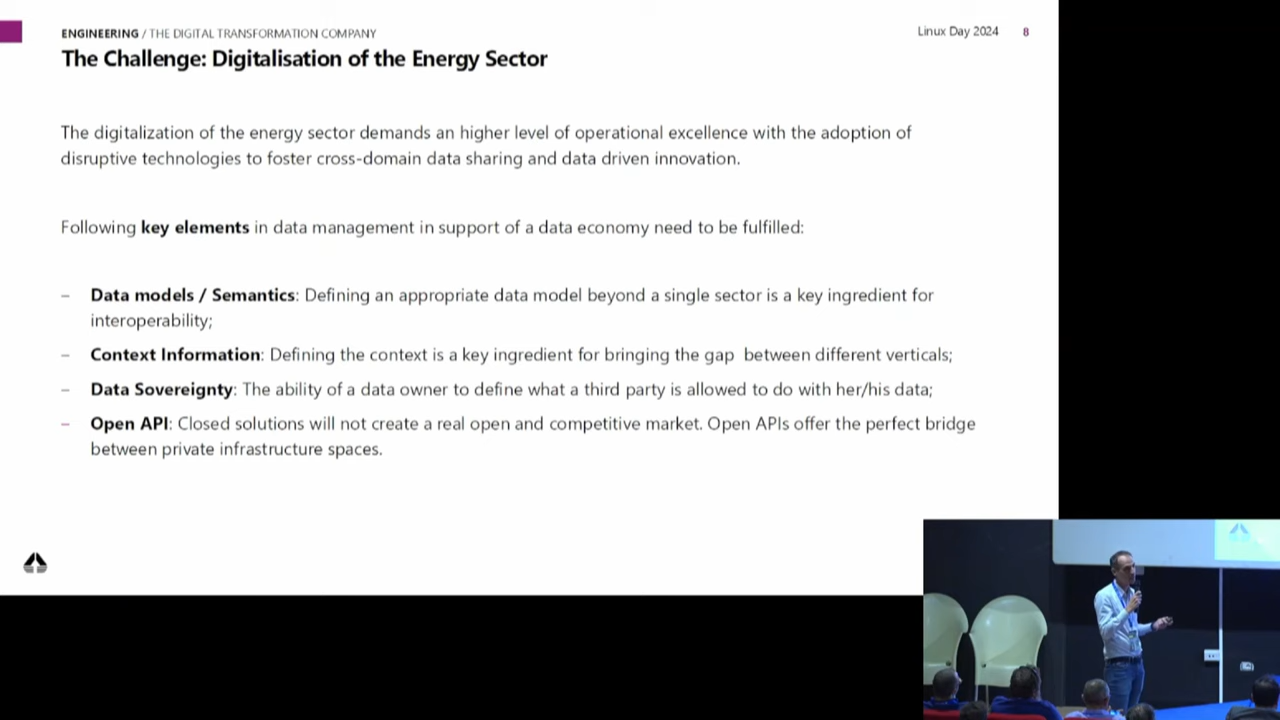 ENGINEERING / THE DIGITAL TRANSFORMATION COMPANY
Linux Day 2024 8
The Challenge: Digitalisation of the Energy Sector
The digitalization of the energy sector demands an higher level of operational excellence with the adoption of
disruptive technologies to foster cross-domain data sharing and data driven innovation.
Following key elements in data management in support of a data economy need to be fulfilled:
– Data models / Semantics: Defining an appropriate data model beyond a single sector is a key ingredient for
interoperability;
– Context Information: Defining the context is a key ingredient for bringing the gap between different verticals;
– Data Sovereignty: The ability of a data owner to define what a third party is allowed to do with her/his data;
– Open API: Closed solutions will not create a real open and competitive market. Open APIs offer the perfect bridge
between private infrastructure spaces.